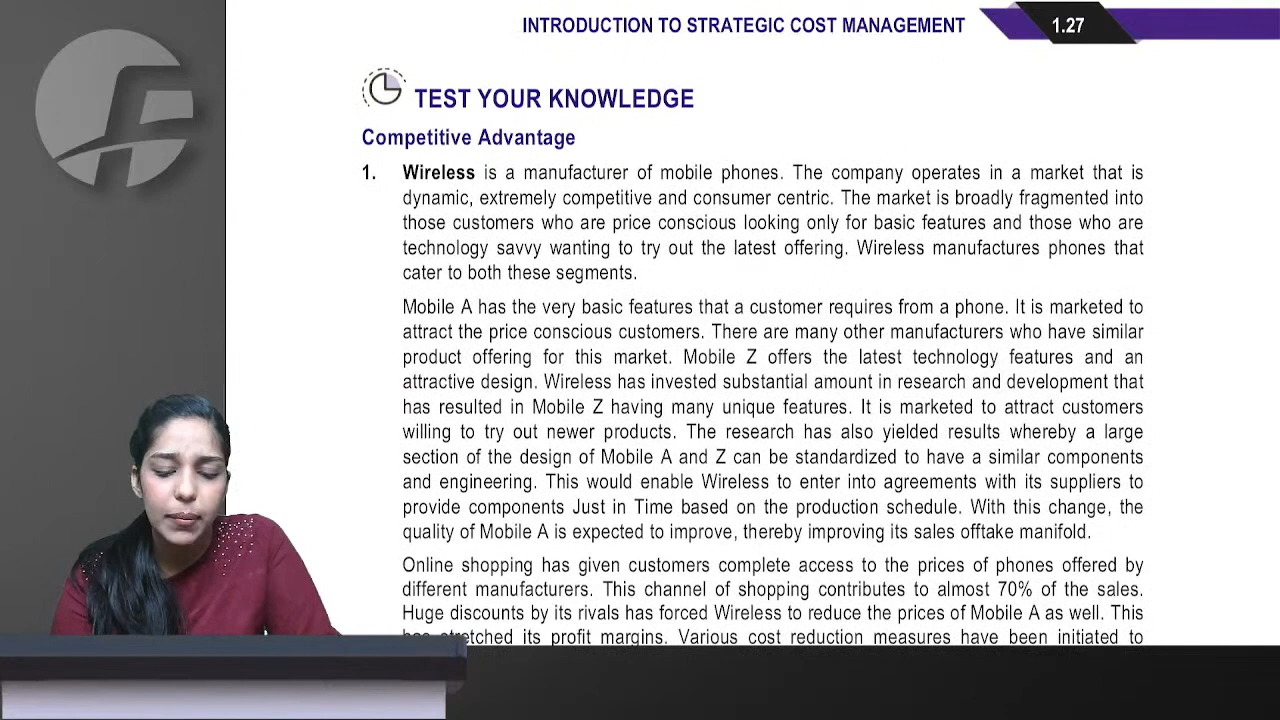 INTRODUCTION TO STRATEGIC COST MANAGEMENT 1.27
TEST YOUR KNOWLEDGE
Competitive Advantage
1. Wireless is a manufacturer of mobile phones. The company operates in a market that is
dynamic, extremely competitive and consumer centric. The market is broadly fragmented into
those customers who are price conscious looking only for basic features and those who are
technology savvy wanting to try out the latest offering. Wireless manufactures phones that
cater to both these segments.
Mobile A has the very basic features that a customer requires from a phone. It is marketed to
attract the price conscious customers. There are many other manufacturers who have similar
product offering for this market. Mobile Z offers the latest technology features and an
attractive design. Wireless has invested substantial amount in research and development that
has resulted in Mobile Z having many unique features. It is marketed to attract customers
willing to try out newer products. The research has also yielded results whereby a large
section of the design of Mobile A and Z can be standardized to have a similar components
and engineering. This would enable Wireless to enter into agreements with its suppliers to
provide components Just in Time based on the production schedule. With this change, the
quality of Mobile A is expected to improve, thereby improving its sales offtake manifold.
Online shopping has given customers complete access to the prices of phones offered by
different manufacturers. This channel of shopping contributes to almost 70% of the sales.
Huge discounts by its rivals has forced Wireless to reduce the prices of Mobile A as well. This
has stretched its profit margins. Various cost reduction measures have been initiated to